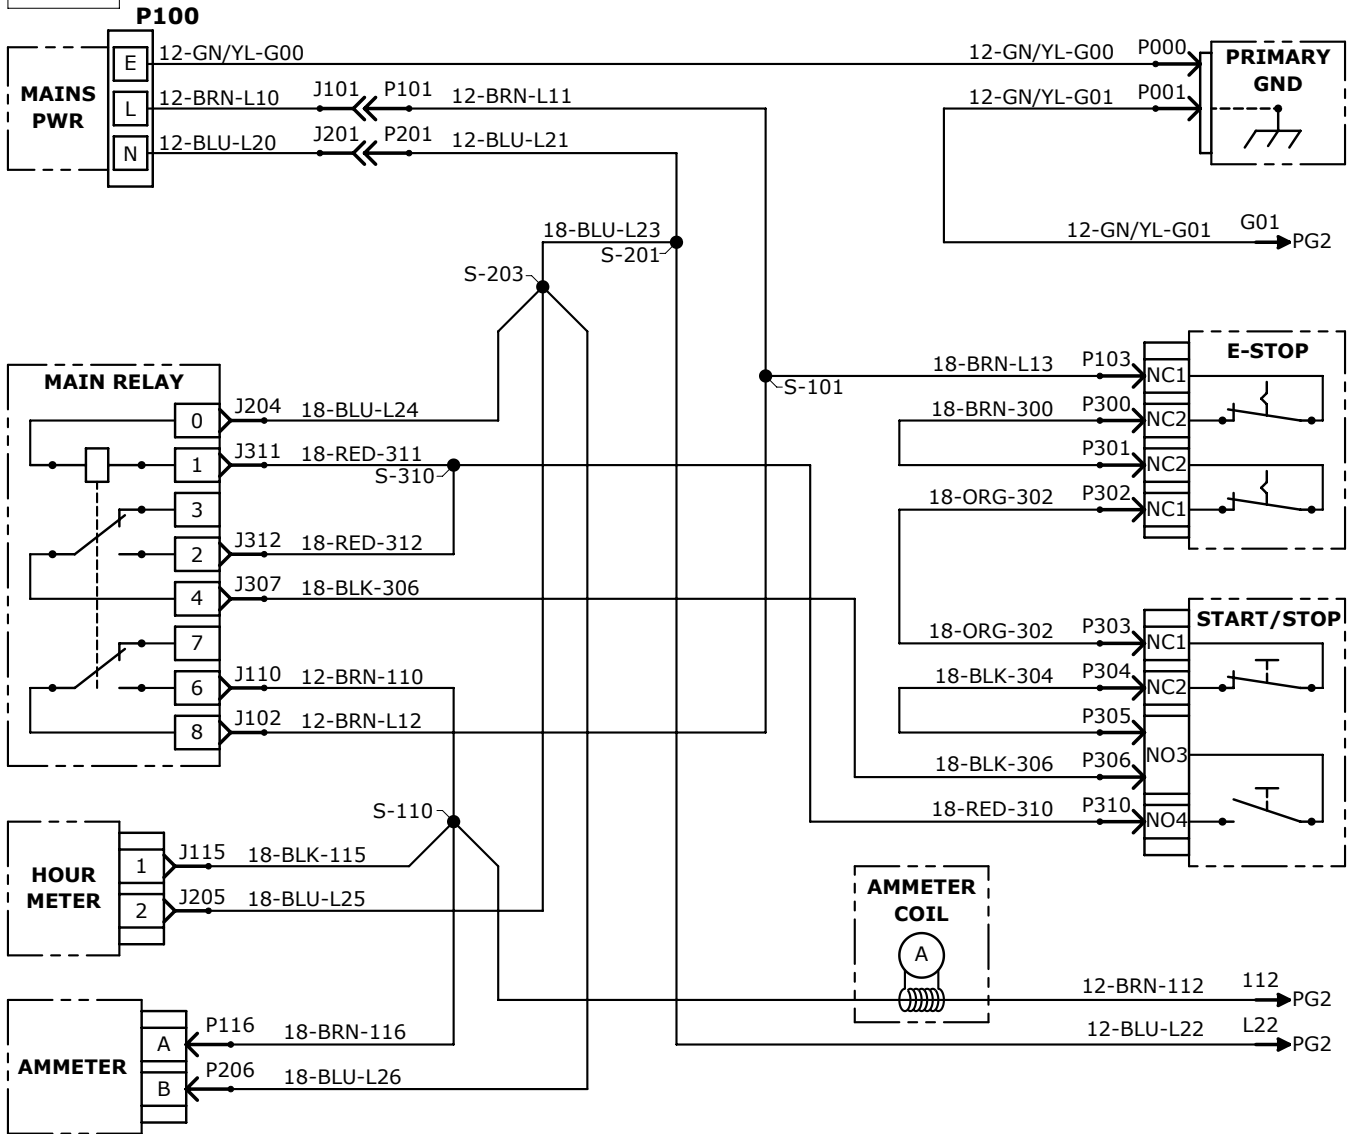 P100
E 12-GN/YL-G00 12-GN/YL-G00 P000 PRIMARY
GND
MAINS
PWR
L 12-BRN-L10 J101 P101 12-BRN-L11 12-GN/YL-G01 P001
N 12-BLU-L20 J201 P201 12-BLU-L21
18-BLU-L23 S-201 12-GN/YL-G01 G01 PG2
S-203
MAIN RELAY S-101 18-BRN-L13 P103 NC1 E-STOP
0 J204 18-BLU-L24 18-BRN-300 P300 NC2
1 J311 18-RED-311 S-310 P301 NC2
3 18-ORG-302 P302 NC1
2 J312 18-RED-312
4 J307 18-BLK-306 START/STOP
7 18-ORG-302 P303 NC1
6 J110 12-BRN-110 18-BLK-304 P304 NC2
8 J102 12-BRN-L12 P305 NO3
18-BLK-306 P306
S-110 18-RED-310 P310 NO4
HOUR
METER
1 J115 18-BLK-115
2 J205 18-BLU-L25
AMMETER
COIL
A
12-BRN-112 112 PG2
AMMETER
A P116 18-BRN-116 12-BLU-L22 L22 PG2
B P206 18-BLU-L26